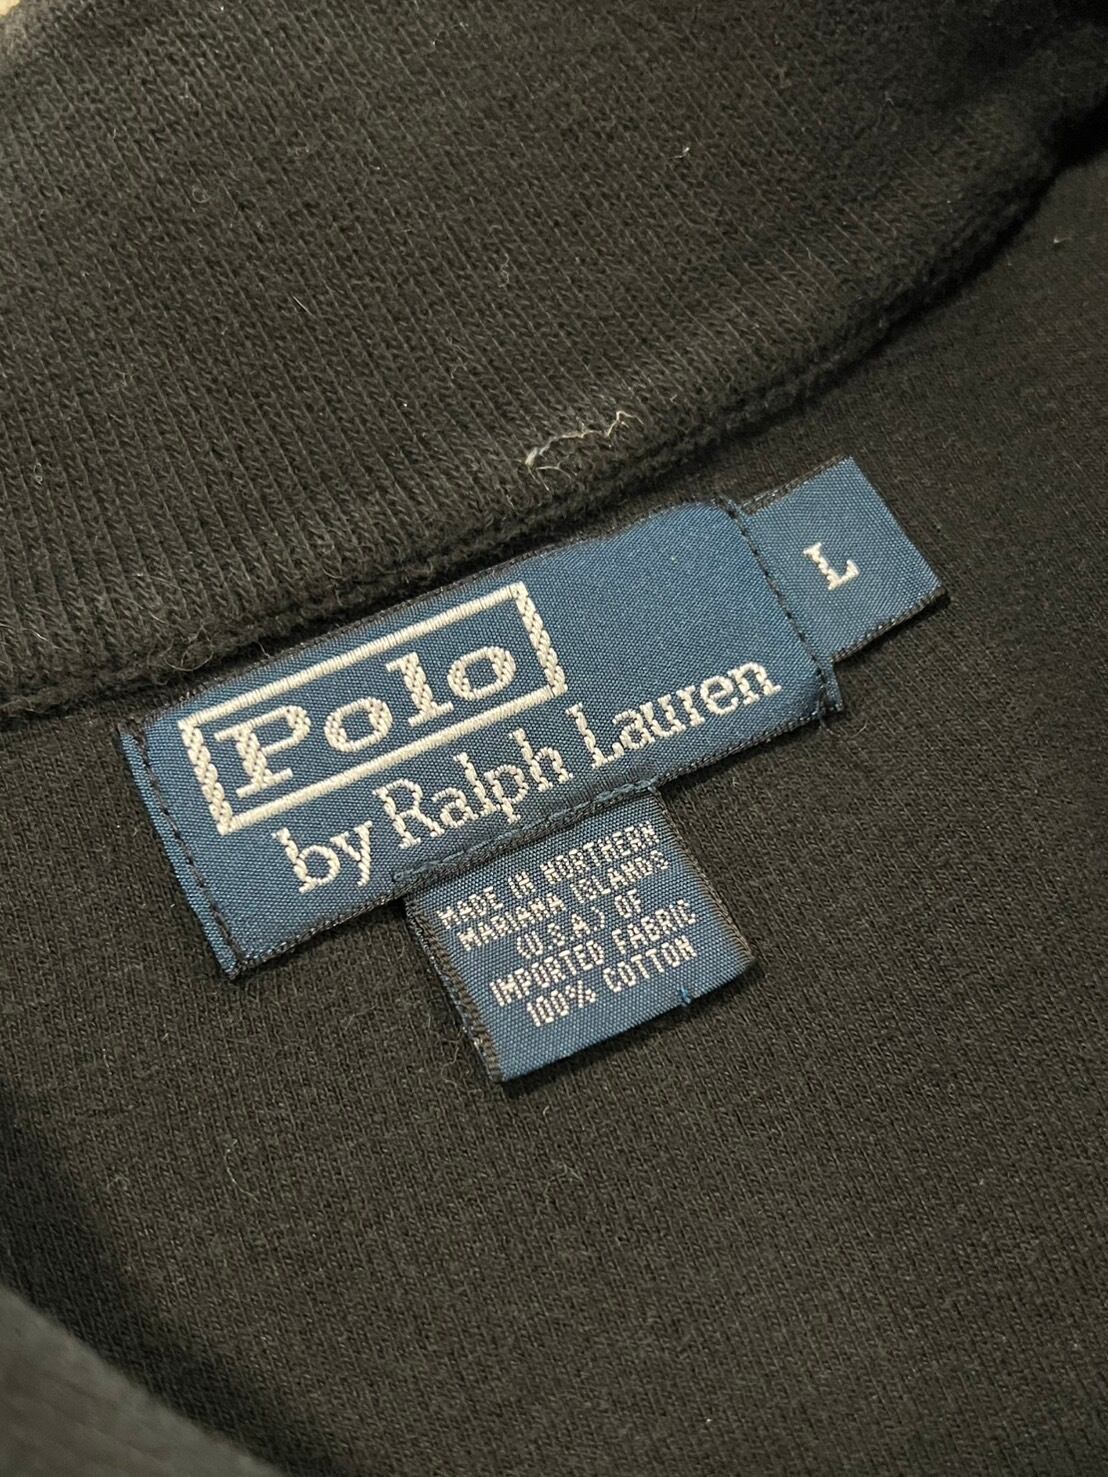 Polo
by Ralph Lauren
L
MADE IN NORTHERN
MARIANA ISLANDS
(U.S.A.) OF
IMPORTED FABRIC
100% COTTON